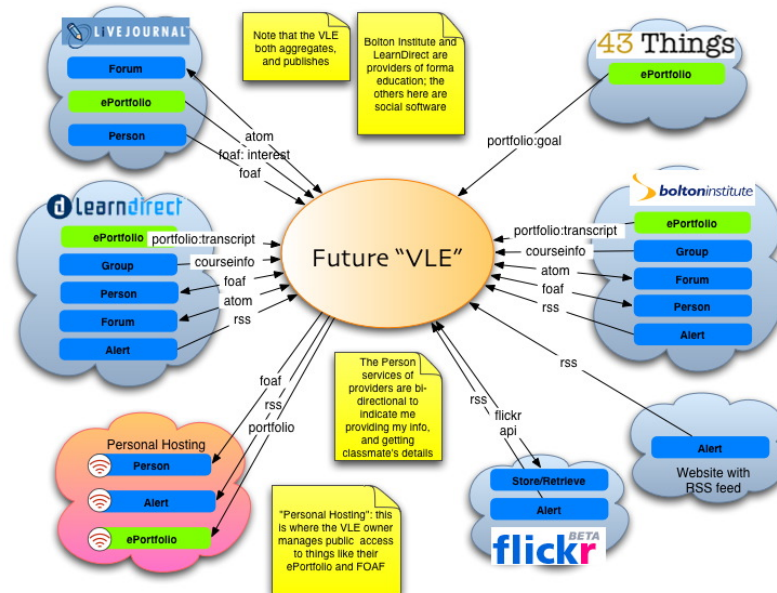 LiVEJOURNAL
Forum
ePortfolio
Person
atom
foaf: interest
foaf
Note that the VLE
both aggregates,
and publishes
Bolton Institute and
LearnDirect are
providers of forma
education; the
others here are
social software
43 Things
ePortfolio
portfolio:goal
learndirect
ePortfolio
Group
Person
Forum
Alert
portfolio:transcript
courseinfo
foaf
atom
rss
Future "VLE"
boltoninstitute
ePortfolio
Group
Forum
Person
Alert
portfolio:transcript
courseinfo
atom
foaf
rss
The Person
services of
providers are bi-
directional to
indicate me
providing my info,
and getting
classmate's details
foaf
rss
portfolio
Personal Hosting
Person
Alert
ePortfolio
"Personal Hosting": this
is where the VLE owner
manages public access
to things like their
ePortfolio and FOAF
rss
flickr
api
Store/Retrieve
Alert
flickr
BETA
rss
Alert
Website with
RSS feed